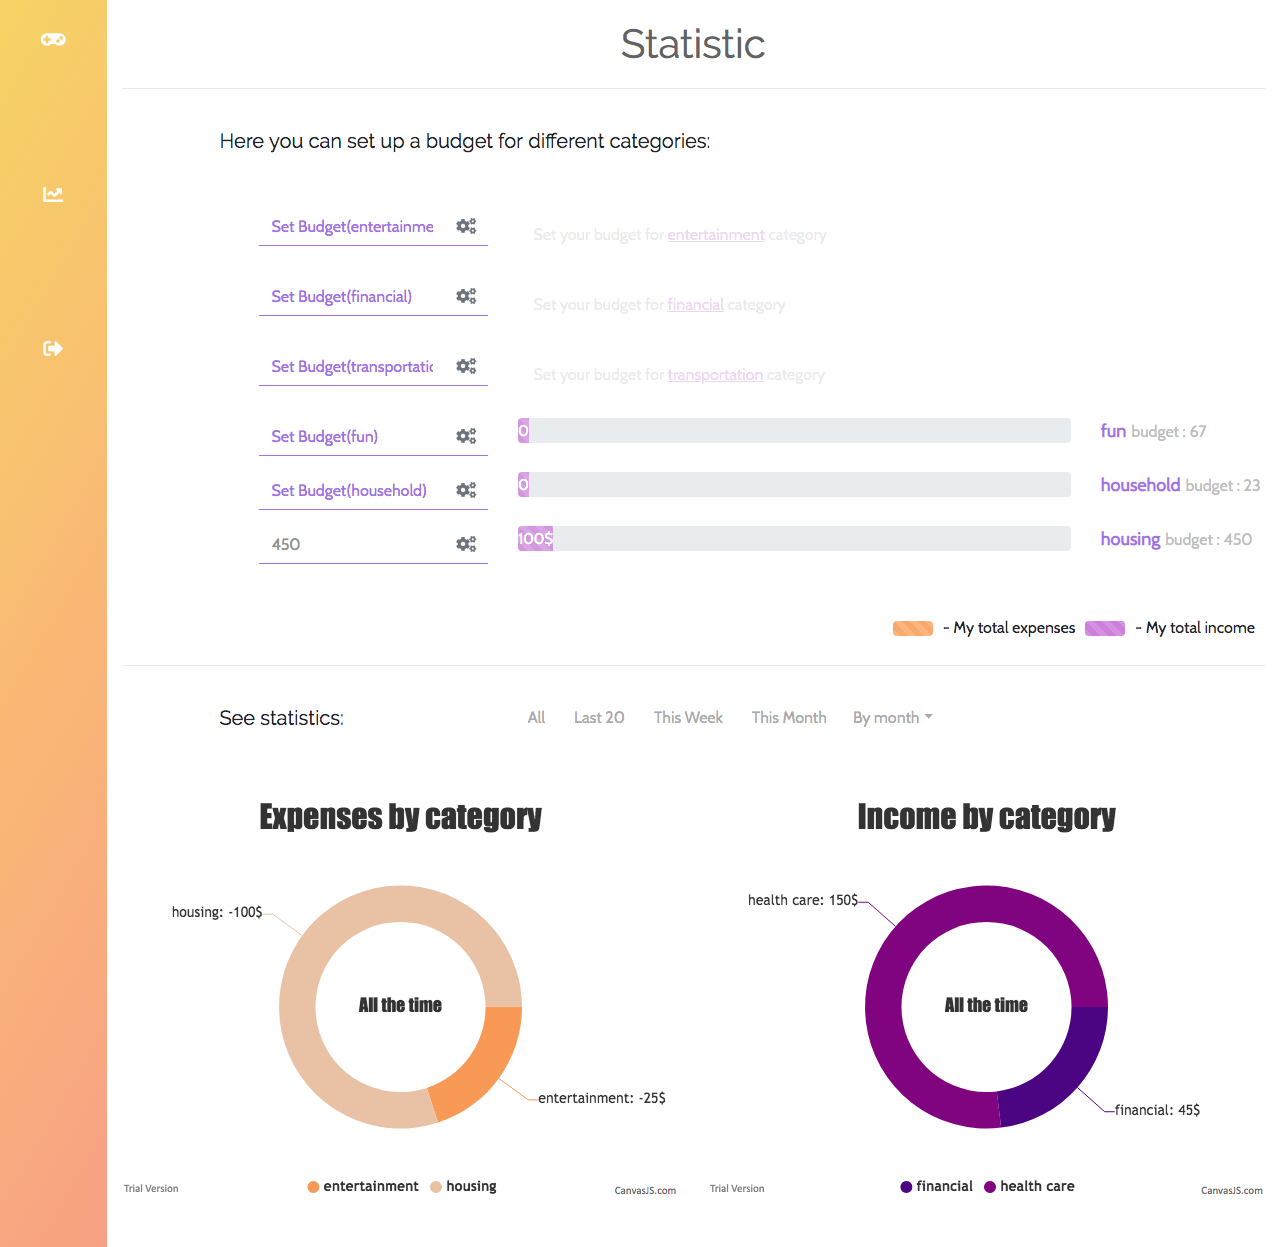 Statistic
Here you can set up a budget for different categories:
Set Budget(entertainme
Set your budget for entertainment category
Set Budget(financial)
Set your budget for financial category
Set Budget(transportatic
Set your budget for transportation category
Set Budget(fun)
0
fun budget : 67
Set Budget(household)
0
household budget : 23
450
100$
housing budget : 450
- My total expenses - My total income
See statistics:
All Last 20 This Week This Month By month
Expenses by category
housing: -100$
All the time
entertainment: -25$
entertainment housing
Trial Version
CanvasJS.com
Income by category
health care: 150$
All the time
financial: 45$
financial health care
Trial Version
CanvasJS.com